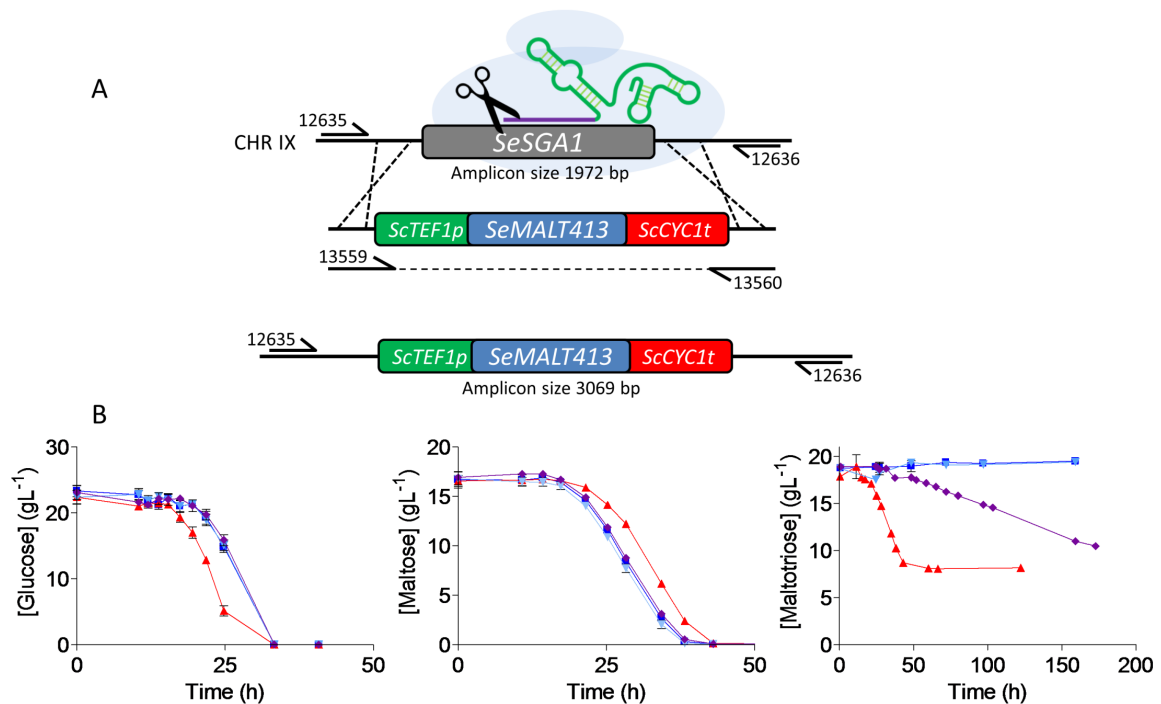 A
12635
CHR IX
SeSGA1
12636
Amplicon size 1972 bp
ScTEF1p SeMALT413 ScCYC1t
13559
13560
12635
ScTEF1p SeMALT413 ScCYC1t
12636
Amplicon size 3069 bp
B
[Glucose] (gL⁻¹)
30
20
10
0
0 25 50
Time (h)
[Maltose] (gL⁻¹)
20
15
10
5
0
0 25 50
Time (h)
[Maltotriose] (gL⁻¹)
20
15
10
5
0
0 50 100 150 200
Time (h)